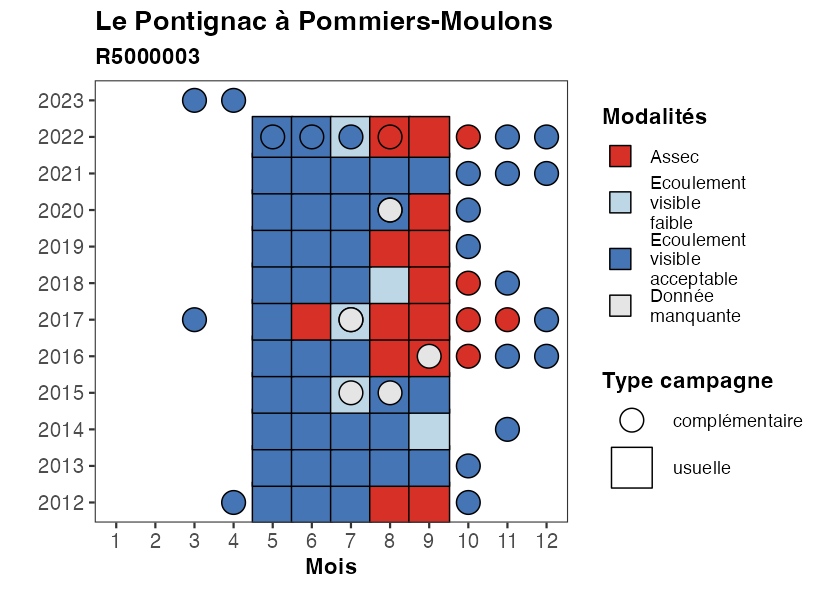 Le Pontignac à Pommiers-Moulons
R5000003
2023
2022
2021
2020
2019
2018
2017
2016
2015
2014
2013
2012
1 2 3 4 5 6 7 8 9 10 11 12
Mois
Modalités
Assec
Ecoulement
visible
faible
Ecoulement
visible
acceptable
Donnée
manquante
Type campagne
complémentaire
usuelle